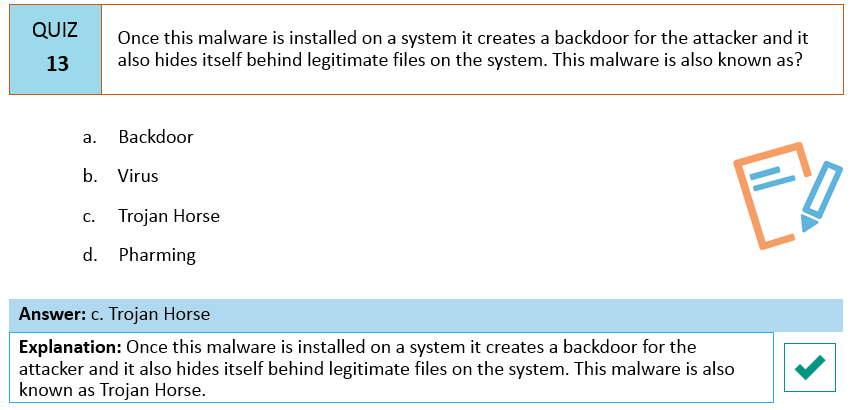 QUIZ
13
Once this malware is installed on a system it creates a backdoor for the attacker and it
also hides itself behind legitimate files on the system. This malware is also known as?
a. Backdoor
b. Virus
c. Trojan Horse
d. Pharming
Answer: c. Trojan Horse
Explanation: Once this malware is installed on a system it creates a backdoor for the
attacker and it also hides itself behind legitimate files on the system. This malware is also
known as Trojan Horse.